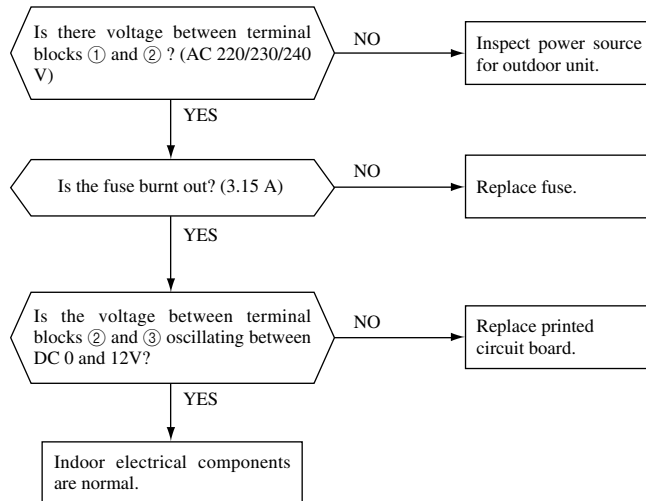 Is there voltage between terminal
blocks ① and ② ? (AC 220/230/240
V)
NO
Inspect power source
for outdoor unit.
YES
Is the fuse burnt out? (3.15 A)
NO
Replace fuse.
YES
Is the voltage between terminal
blocks ② and ③ oscillating between
DC 0 and 12V?
NO
Replace printed
circuit board.
YES
Indoor electrical components
are normal.